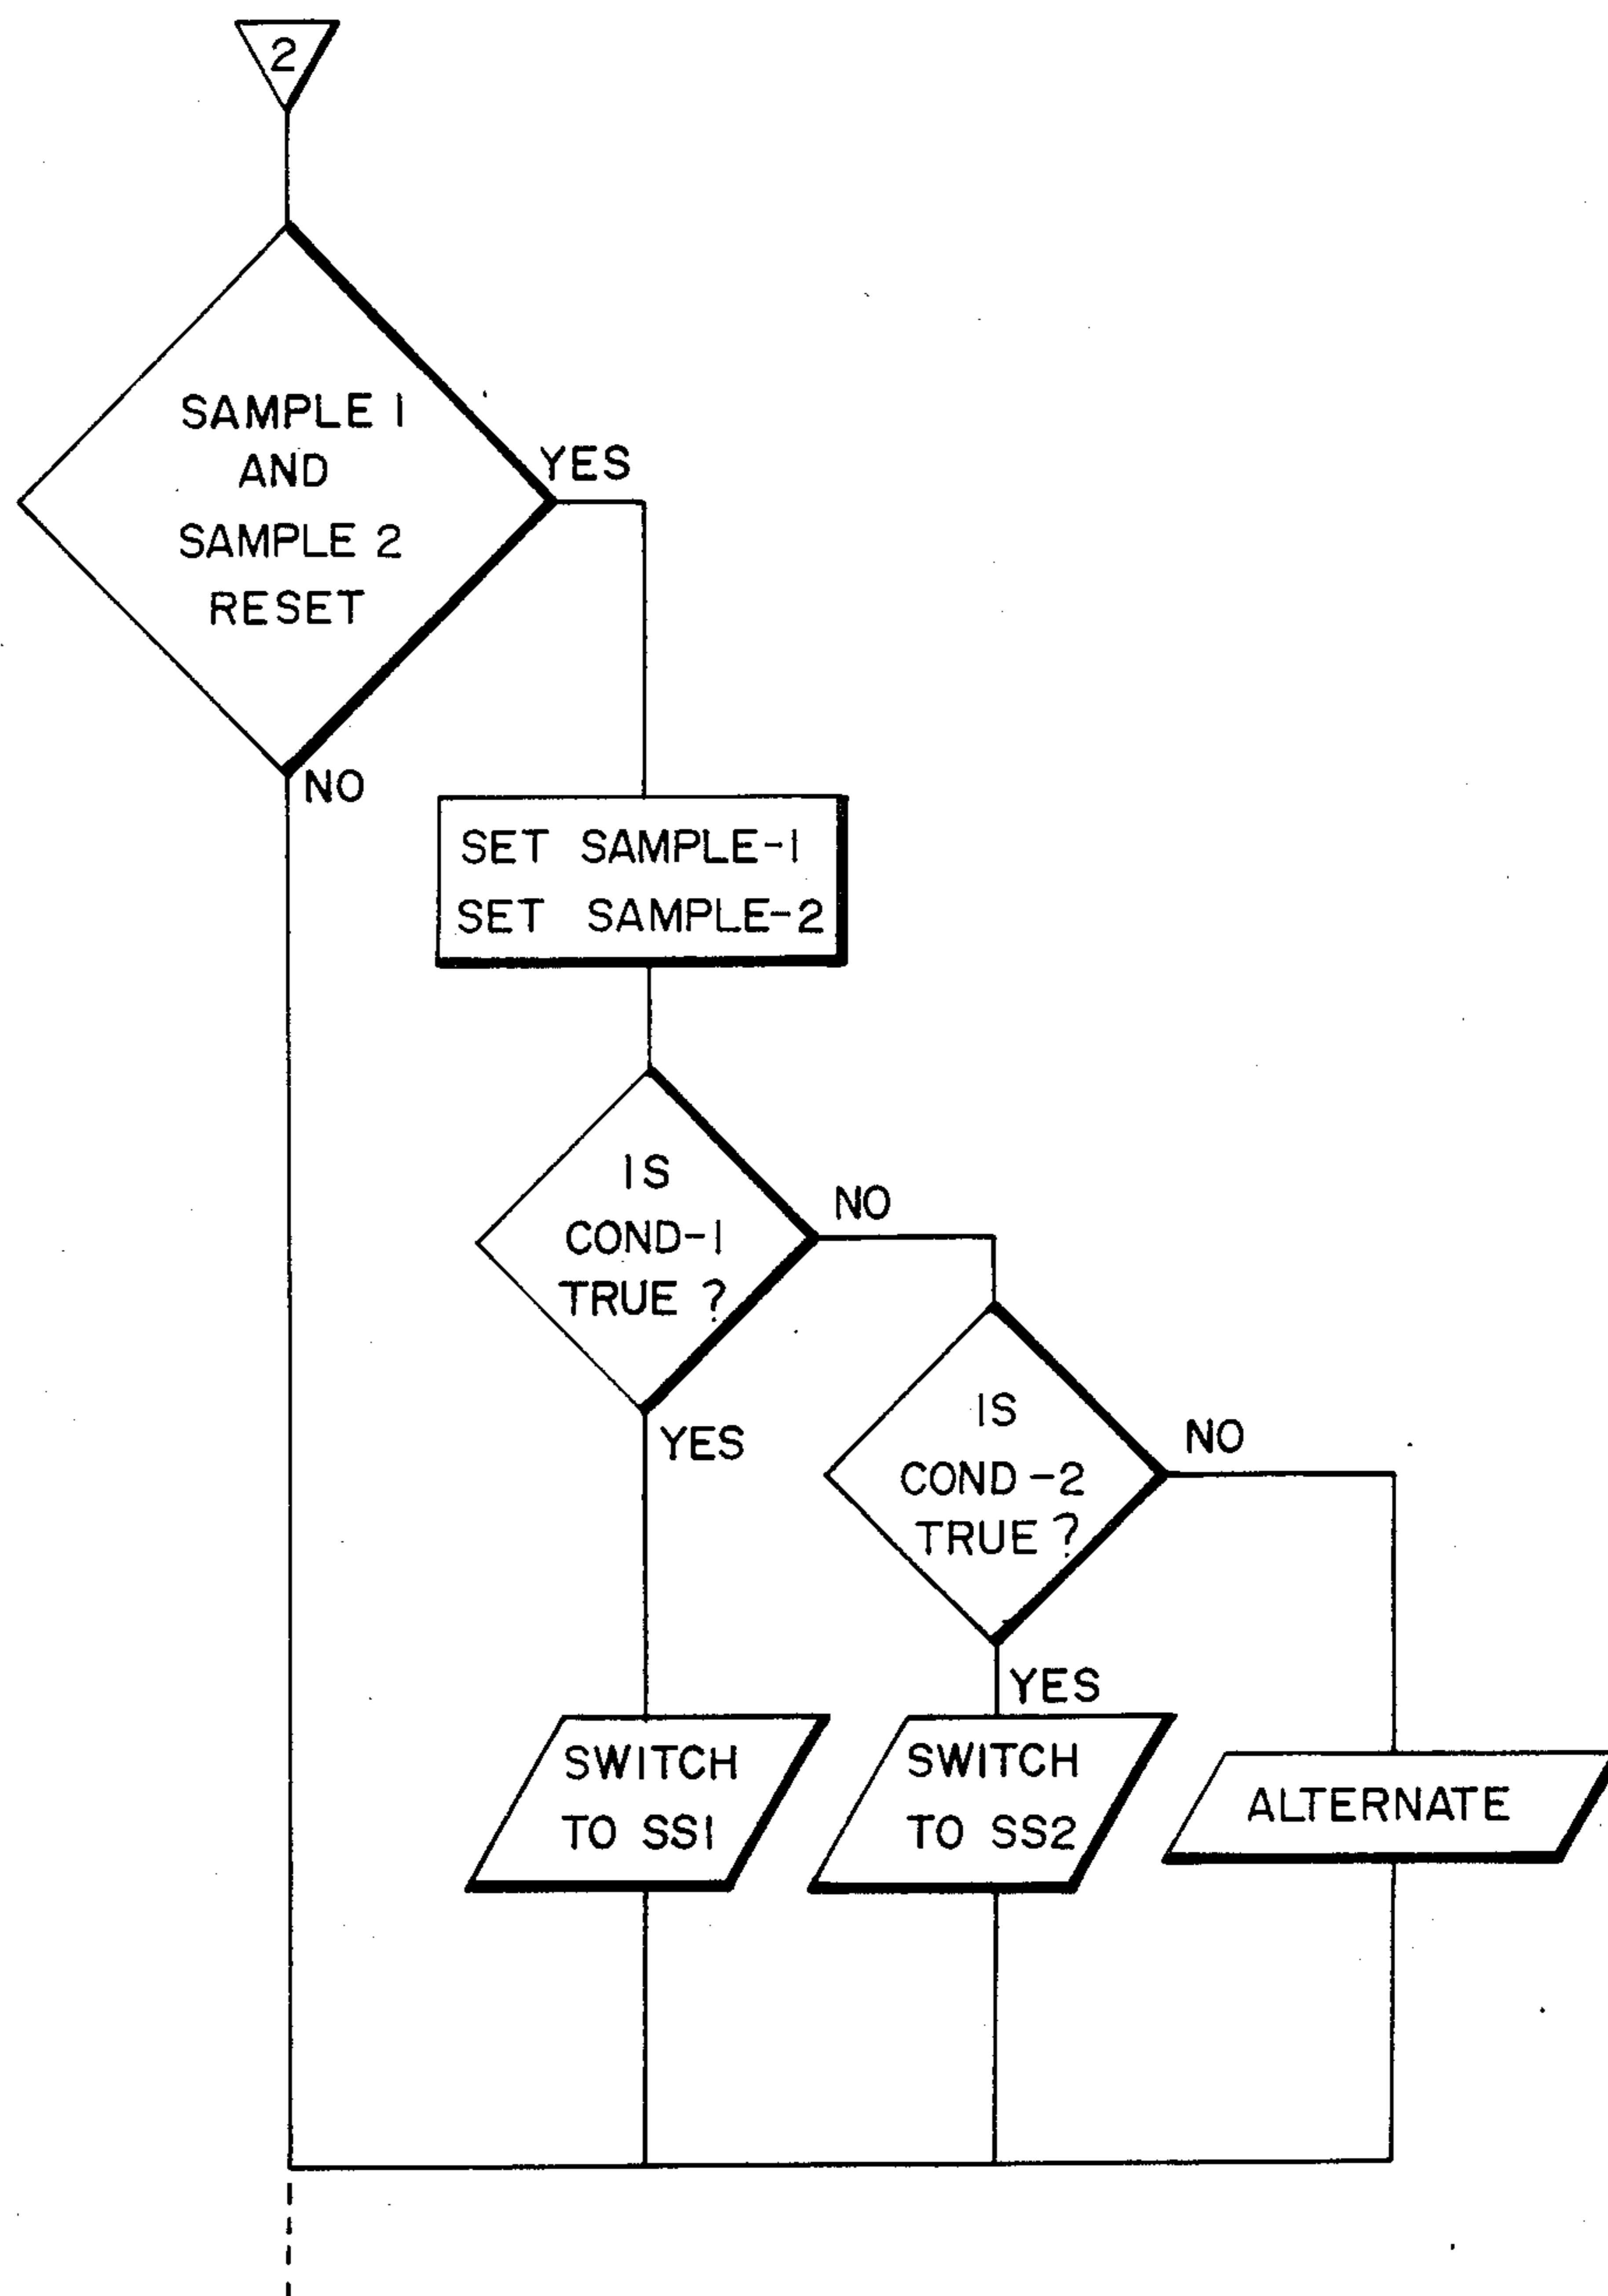 2
SAMPLE 1
AND
SAMPLE 2
RESET
YES
NO
SET SAMPLE-1
SET SAMPLE-2
IS
COND-1
TRUE ?
NO
YES
IS
COND-2
TRUE ?
NO
YES
SWITCH
TO SS1
SWITCH
TO SS2
ALTERNATE